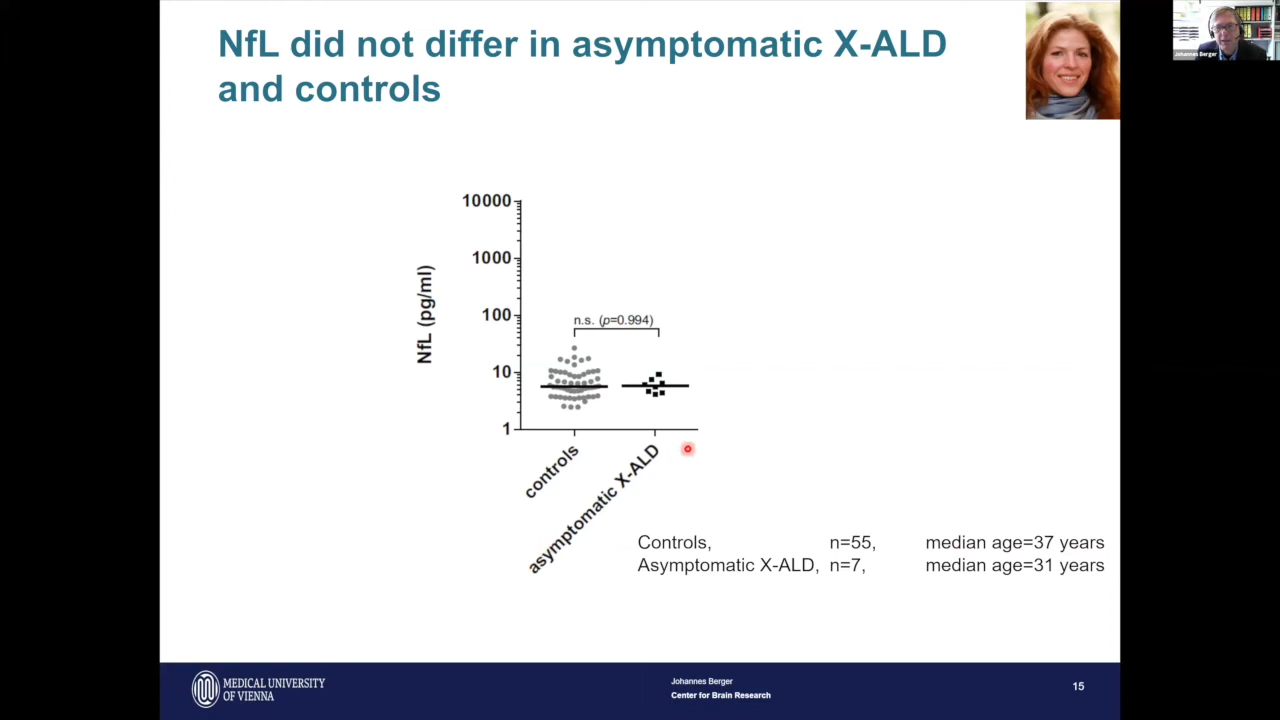 NfL did not differ in asymptomatic X-ALD
and controls
Johannes Berger
10000
1000
100
10
1
NfL (pg/ml)
n.s. (p=0.994)
controls
asymptomatic X-ALD
Controls, n=55, median age=37 years
Asymptomatic X-ALD, n=7, median age=31 years
MEDICAL UNIVERSITY
OF VIENNA
Johannes Berger
Center for Brain Research
15